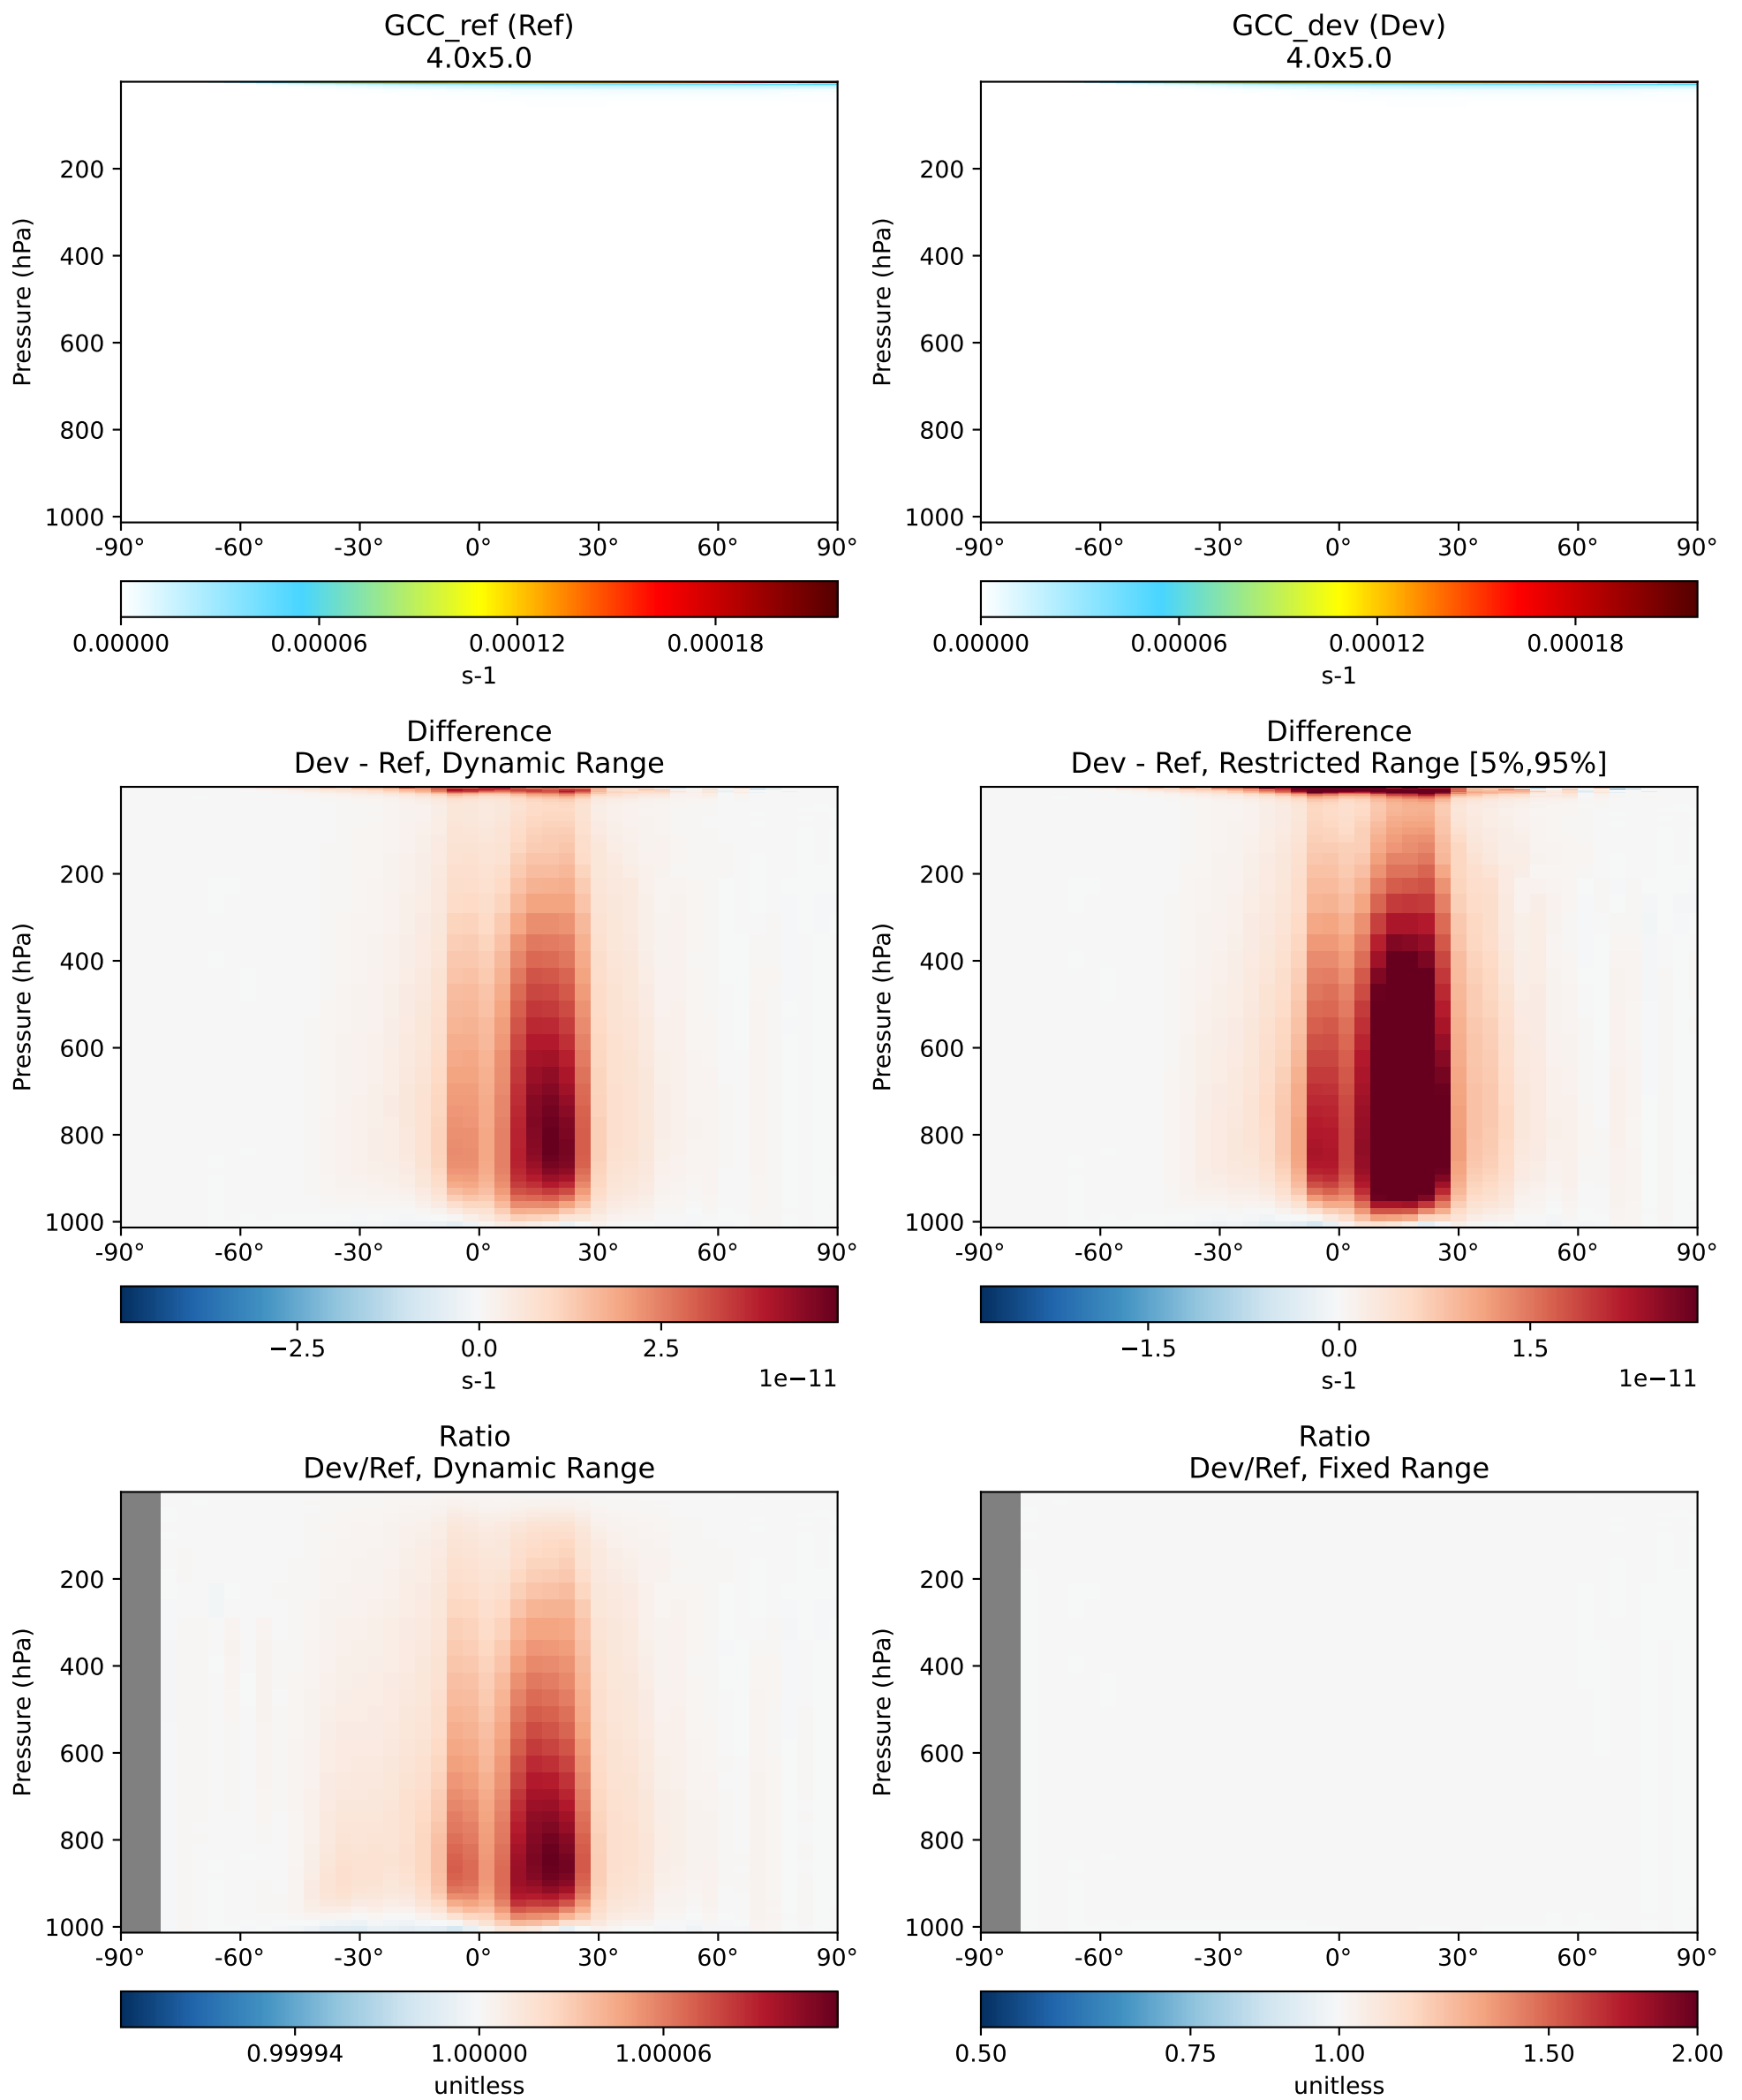 GCC_ref (Ref)
4.0x5.0
GCC_dev (Dev)
4.0x5.0
Pressure (hPa)
200
400
600
800
1000
-90° -60° -30° 0° 30° 60° 90°
Pressure (hPa)
200
400
600
800
1000
-90° -60° -30° 0° 30° 60° 90°
0.00000 0.00006 0.00012 0.00018
s-1
0.00000 0.00006 0.00012 0.00018
s-1
Difference
Dev - Ref, Dynamic Range
Difference
Dev - Ref, Restricted Range [5%,95%]
Pressure (hPa)
200
400
600
800
1000
-90° -60° -30° 0° 30° 60° 90°
Pressure (hPa)
200
400
600
800
1000
-90° -60° -30° 0° 30° 60° 90°
−2.5 0.0 2.5
s-1 1e−11
−1.5 0.0 1.5
s-1 1e−11
Ratio
Dev/Ref, Dynamic Range
Ratio
Dev/Ref, Fixed Range
Pressure (hPa)
200
400
600
800
1000
-90° -60° -30° 0° 30° 60° 90°
Pressure (hPa)
200
400
600
800
1000
-90° -60° -30° 0° 30° 60° 90°
0.99994 1.00000 1.00006
unitless
0.50 0.75 1.00 1.50 2.00
unitless